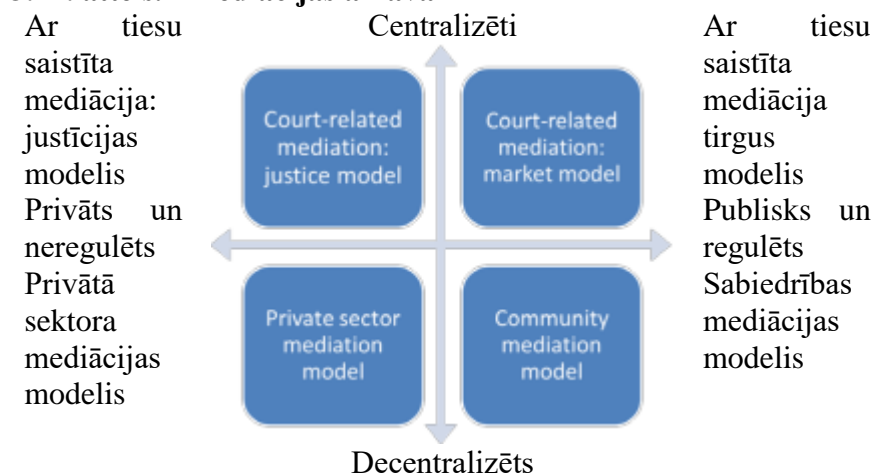 Ar tiesu
saistīta
mediācija:
justīcijas
modelis
Privāts un
neregulēts
Privātā
sektora
mediācijas
modelis
Centralizēti
Court-related
mediation:
justice model
Court-related
mediation:
market model
Private sector
mediation
model
Community
mediation
model
Decentralizēts
Ar tiesu
saistīta
mediācija
tirgus
modelis
Publisks un
regulēts
Sabiedrības
mediācijas
modelis